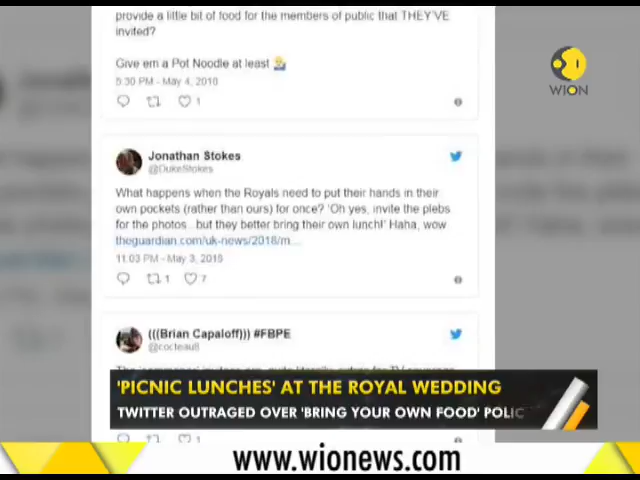 provide a little bit of food for the members of public that THEY'VE
invited?
Give em a Pot Noodle at least
5:30 PM - May 4, 2018
1
WION
Jonathan Stokes
@DukeStokes
What happens when the Royals need to put their hands in their
own pockets (rather than ours) for once? 'Oh yes, invite the plebs
for the photos...but they better bring their own lunch!' Haha, wow
theguardian.com/uk-news/2018/m...
11:03 PM - May 3, 2018
1 7
(((Brian Capaloff))) #FBPE
@cocteau8
'PICNIC LUNCHES' AT THE ROYAL WEDDING
TWITTER OUTRAGED OVER 'BRING YOUR OWN FOOD' POLIC
1
www.wionews.com